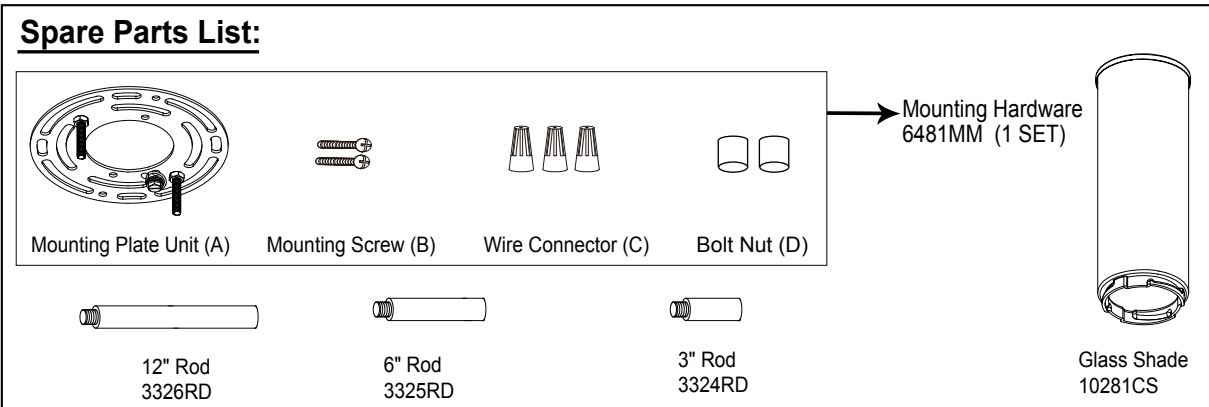 Spare Parts List:
Mounting Hardware
6481MM (1 SET)
Mounting Plate Unit (A)
Mounting Screw (B)
Wire Connector (C)
Bolt Nut (D)
12" Rod
3326RD
6" Rod
3325RD
3" Rod
3324RD
Glass Shade
10281CS